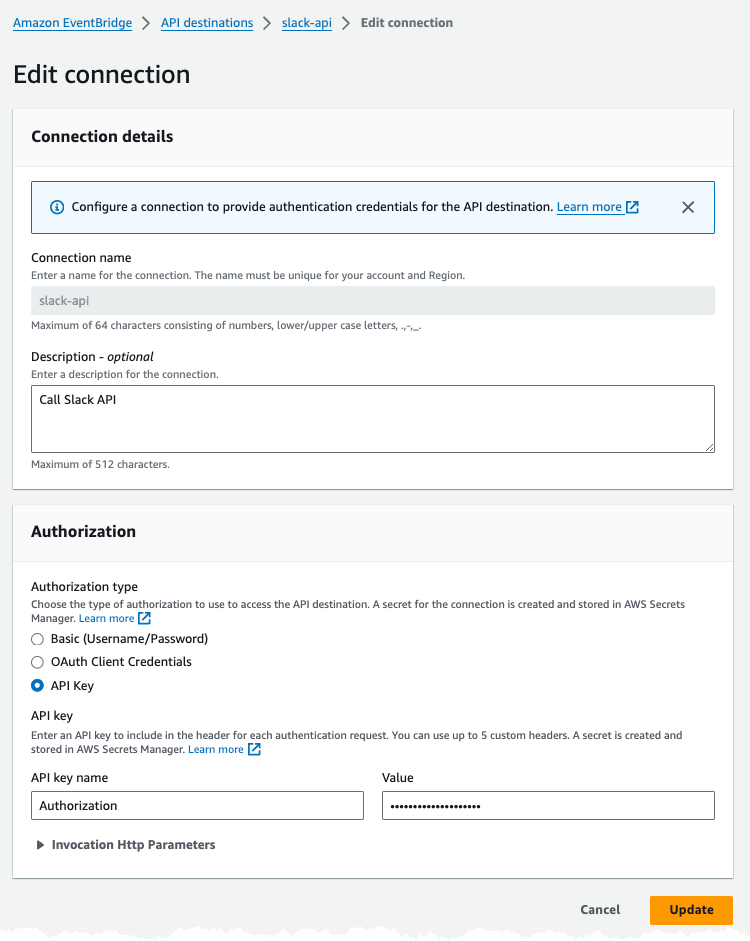 Amazon EventBridge > API destinations > slack-api > Edit connection
Edit connection
Connection details
Configure a connection to provide authentication credentials for the API destination. Learn more
Connection name
Enter a name for the connection. The name must be unique for your account and Region.
slack-api
Maximum of 64 characters consisting of numbers, lower/upper case letters, .,-,_.
Description - optional
Enter a description for the connection.
Call Slack API
Maximum of 512 characters.
Authorization
Authorization type
Choose the type of authorization to use to access the API destination. A secret for the connection is created and stored in AWS Secrets
Manager. Learn more
Basic (Username/Password)
OAuth Client Credentials
API Key
API key
Enter an API key to include in the header for each authentication request. You can use up to 5 custom headers. A secret is created and
stored in AWS Secrets Manager. Learn more
API key name Value
Authorization ••••••••••••••••••••
Invocation Http Parameters
Cancel Update